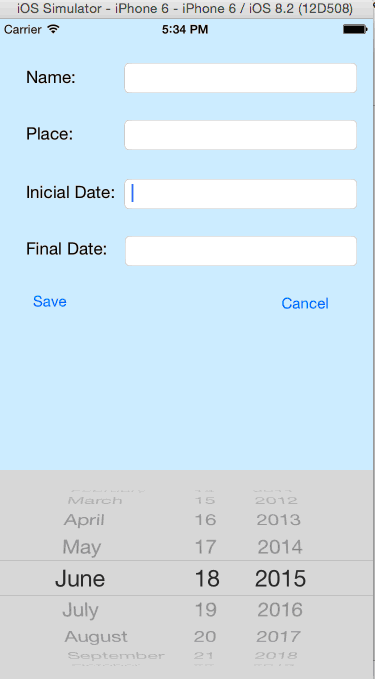 iOS Simulator - iPhone 6 - iPhone 6 / iOS 8.2 (12D508)
Carrier 5:34 PM
Name:
Place:
Inicial Date:
Final Date:
Save Cancel
March 15 2012
April 16 2013
May 17 2014
June 18 2015
July 19 2016
August 20 2017
September 21 2018